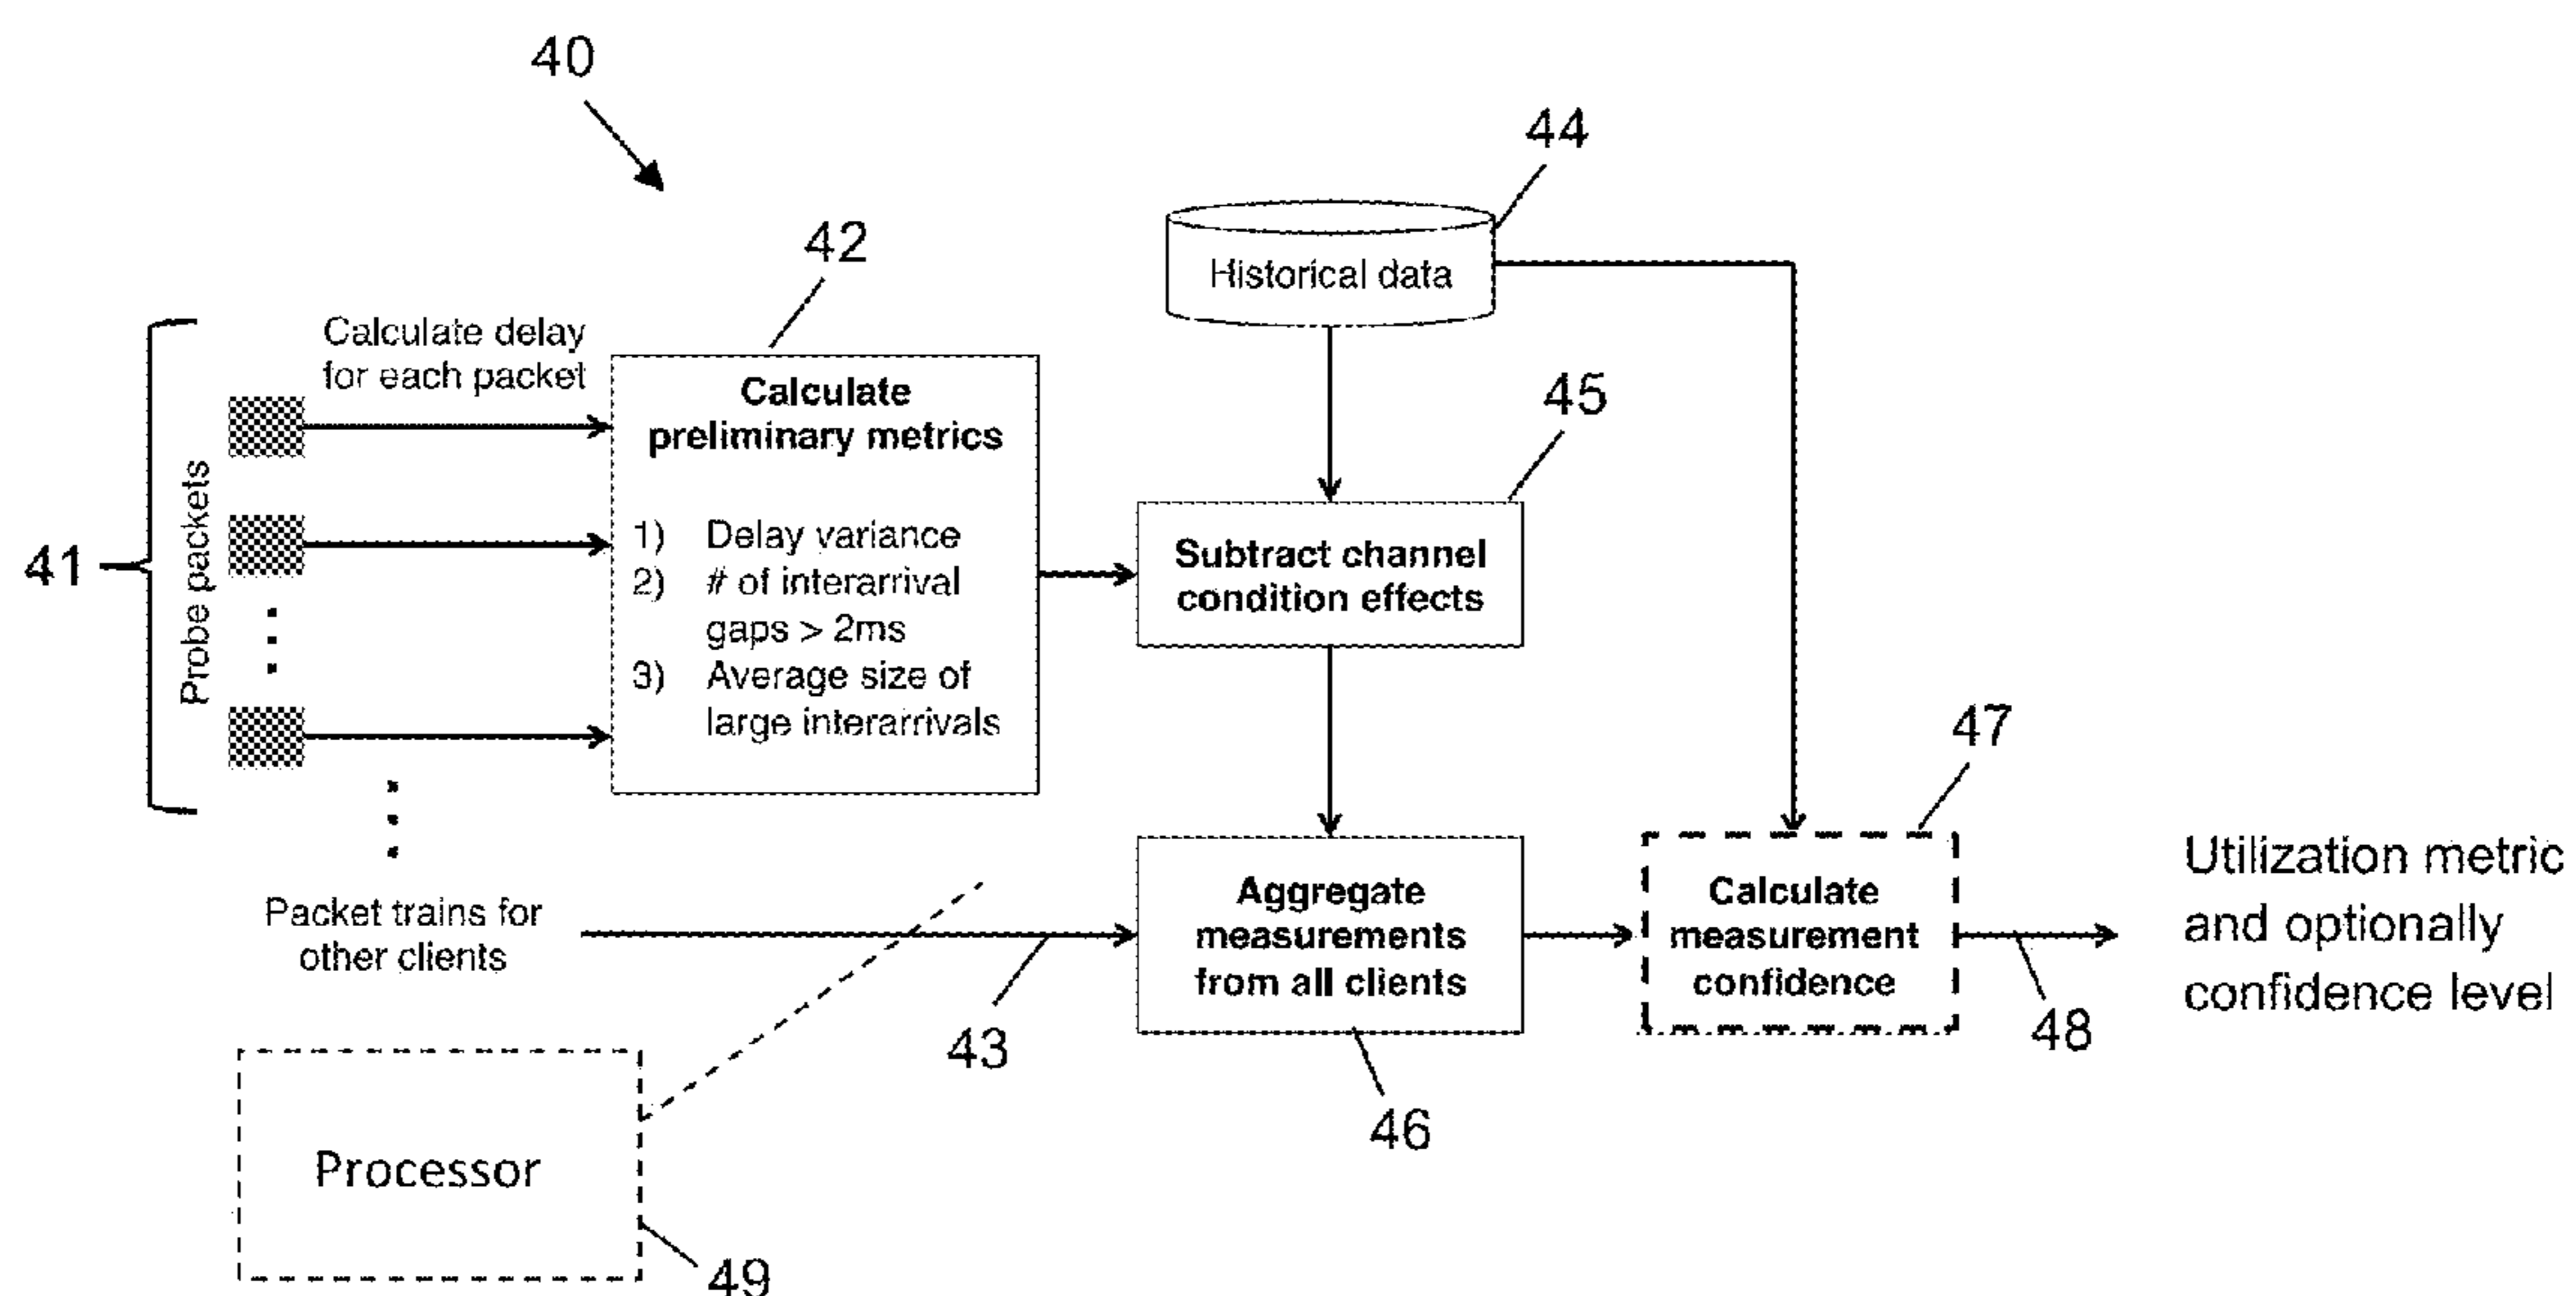 40
44
42
Historical data
Calculate delay
for each packet
45
Calculate
preliminary metrics
1) Delay variance
2) # of interarrival
gaps > 2ms
3) Average size of
large interarrivals
41
Probe packets
Subtract channel
condition effects
47
Packet trains for
other clients
43
Aggregate
measurements
from all clients
Calculate
measurement
confidence
Utilization metric
and optionally
confidence level
48
46
Processor
49